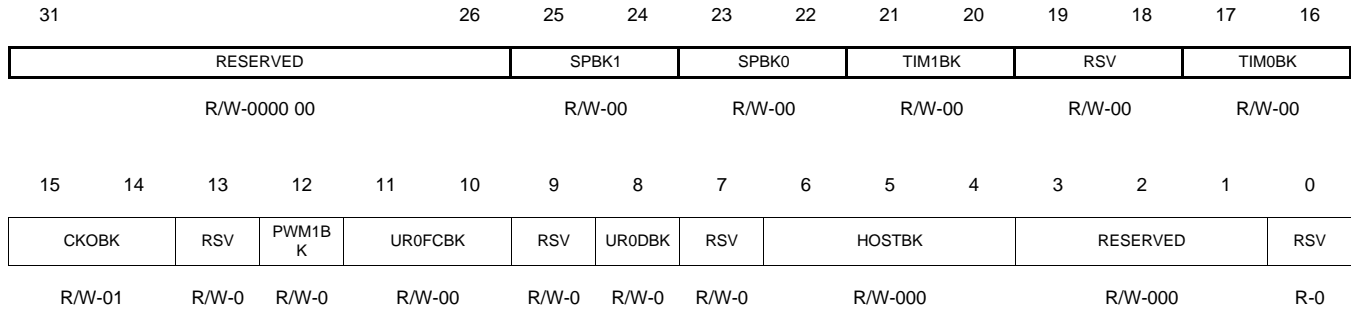 31 26 25 24 23 22 21 20 19 18 17 16
RESERVED SPBK1 SPBK0 TIM1BK RSV TIM0BK
R/W-0000 00 R/W-00 R/W-00 R/W-00 R/W-00 R/W-00
15 14 13 12 11 10 9 8 7 6 5 4 3 2 1 0
CKOBK RSV PWM1B
K UR0FCBK RSV UR0DBK RSV HOSTBK RESERVED RSV
R/W-01 R/W-0 R/W-0 R/W-00 R/W-0 R/W-0 R/W-0 R/W-000 R/W-000 R-0